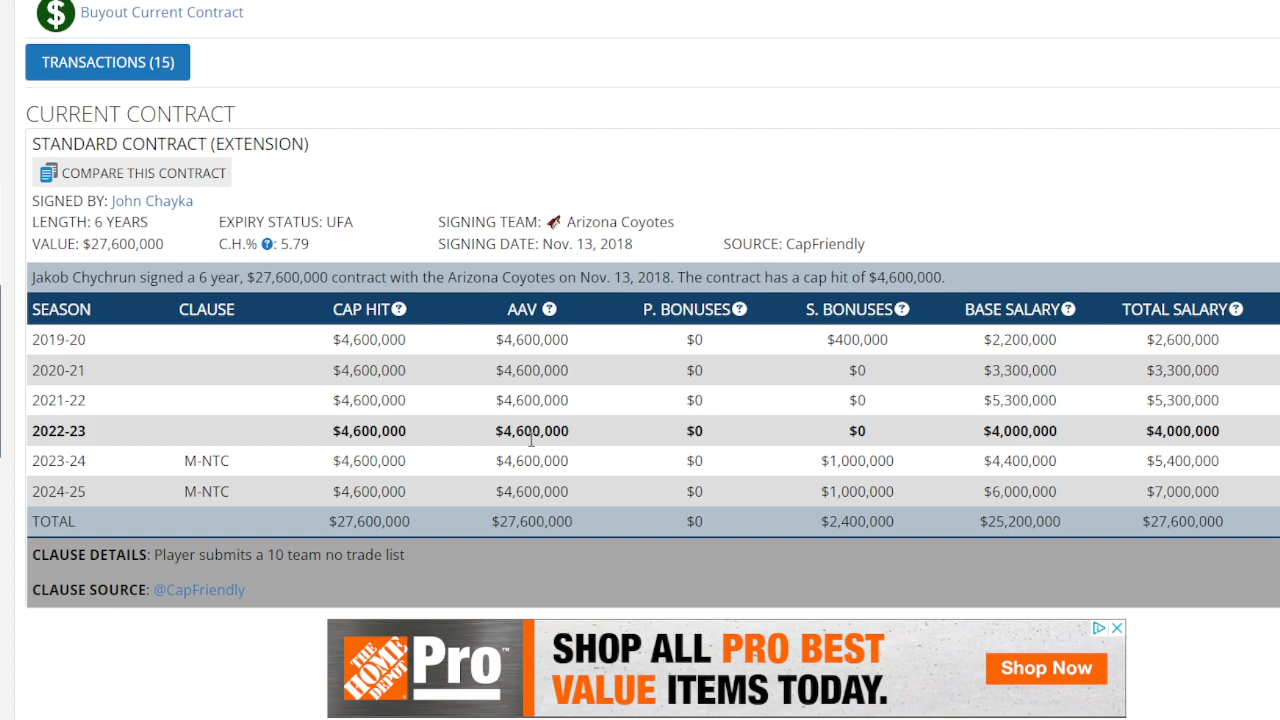 Buyout Current Contract
TRANSACTIONS (15)
CURRENT CONTRACT
STANDARD CONTRACT (EXTENSION)
COMPARE THIS CONTRACT
SIGNED BY: John Chayka
LENGTH: 6 YEARS EXPIRY STATUS: UFA SIGNING TEAM: Arizona Coyotes
VALUE: $27,600,000 C.H.% ?: 5.79 SIGNING DATE: Nov. 13, 2018 SOURCE: CapFriendly
Jakob Chychrun signed a 6 year, $27,600,000 contract with the Arizona Coyotes on Nov. 13, 2018. The contract has a cap hit of $4,600,000.
SEASON CLAUSE CAP HIT ? AAV ? P. BONUSES ? S. BONUSES ? BASE SALARY ? TOTAL SALARY ?
2019-20 $4,600,000 $4,600,000 $0 $400,000 $2,200,000 $2,600,000
2020-21 $4,600,000 $4,600,000 $0 $0 $3,300,000 $3,300,000
2021-22 $4,600,000 $4,600,000 $0 $0 $5,300,000 $5,300,000
2022-23 $4,600,000 $4,600,000 $0 $0 $4,000,000 $4,000,000
2023-24 M-NTC $4,600,000 $4,600,000 $0 $1,000,000 $4,400,000 $5,400,000
2024-25 M-NTC $4,600,000 $4,600,000 $0 $1,000,000 $6,000,000 $7,000,000
TOTAL $27,600,000 $27,600,000 $0 $2,400,000 $25,200,000 $27,600,000
CLAUSE DETAILS: Player submits a 10 team no trade list
CLAUSE SOURCE: @CapFriendly
THE HOME DEPOT Pro™
SHOP ALL PRO BEST
VALUE ITEMS TODAY.
Shop Now